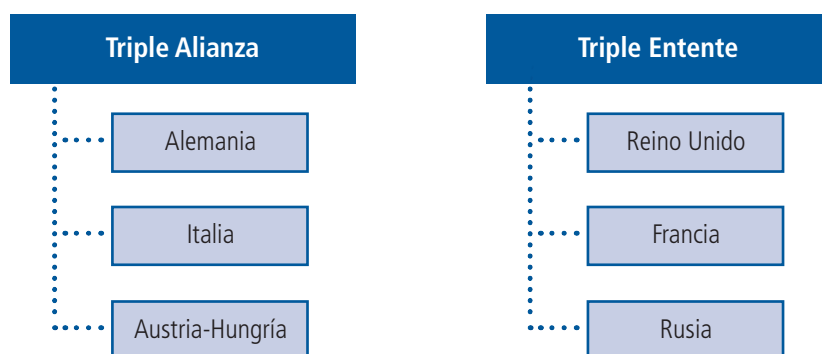 Triple Alianza
Alemania
Italia
Austria-Hungría
Triple Entente
Reino Unido
Francia
Rusia